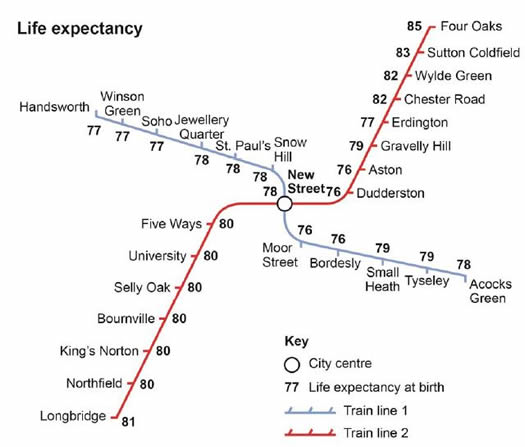 Life expectancy
85 Four Oaks
83 Sutton Coldfield
82 Wylde Green
82 Chester Road
77 Erdington
79 Gravelly Hill
76 Aston
76 Dudderston
Handsworth
77
Winson
Green
77
Soho
77
Jewellery
Quarter
78
St. Paul's
78
Snow
Hill
78
New
Street
78
Moor
Street
76
Bordesly
76
Small
Heath
79
Tyseley
79
Acocks
Green
78
Five Ways 80
University 80
Selly Oak 80
Bournville 80
King's Norton 80
Northfield 80
Longbridge 81
Key
City centre
77 Life expectancy at birth
Train line 1
Train line 2